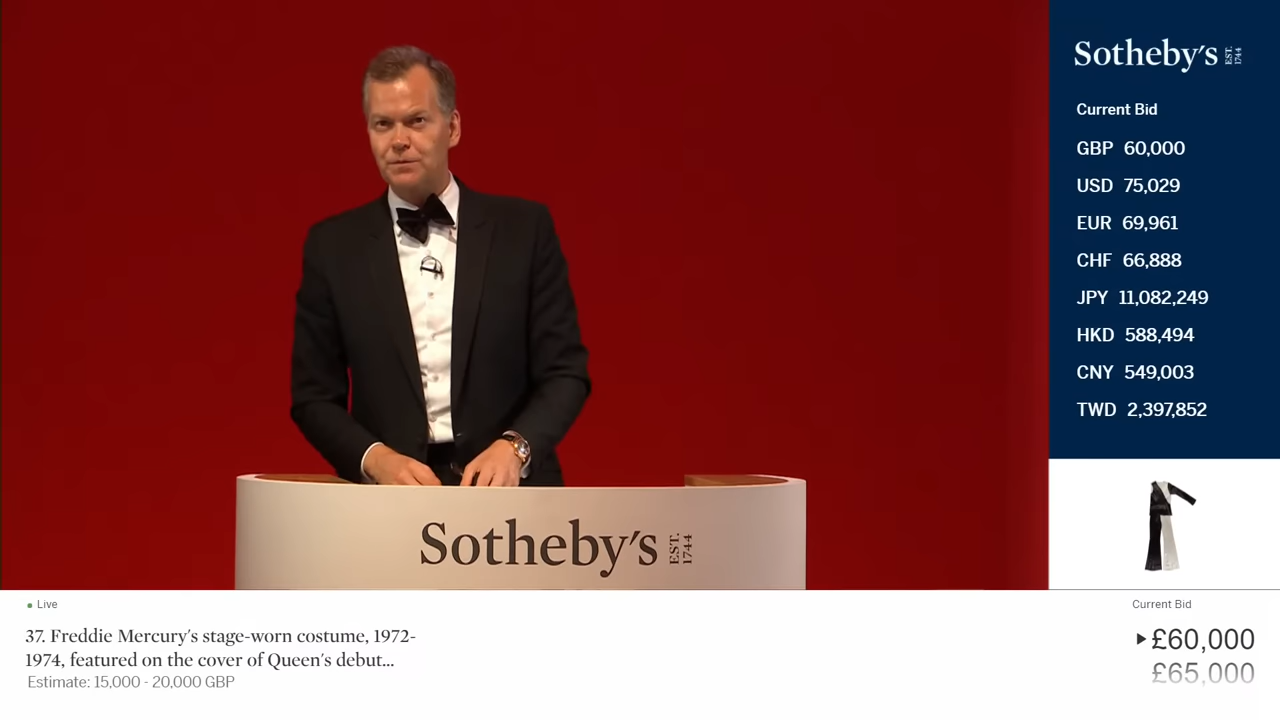 Sotheby's EST. 1744
Current Bid
GBP 60,000
USD 75,029
EUR 69,961
CHF 66,888
JPY 11,082,249
HKD 588,494
CNY 549,003
TWD 2,397,852
Sotheby's EST. 1744
Live
37. Freddie Mercury's stage-worn costume, 1972-
1974, featured on the cover of Queen's debut...
Estimate: 15,000 - 20,000 GBP
Current Bid
£60,000
£65,000